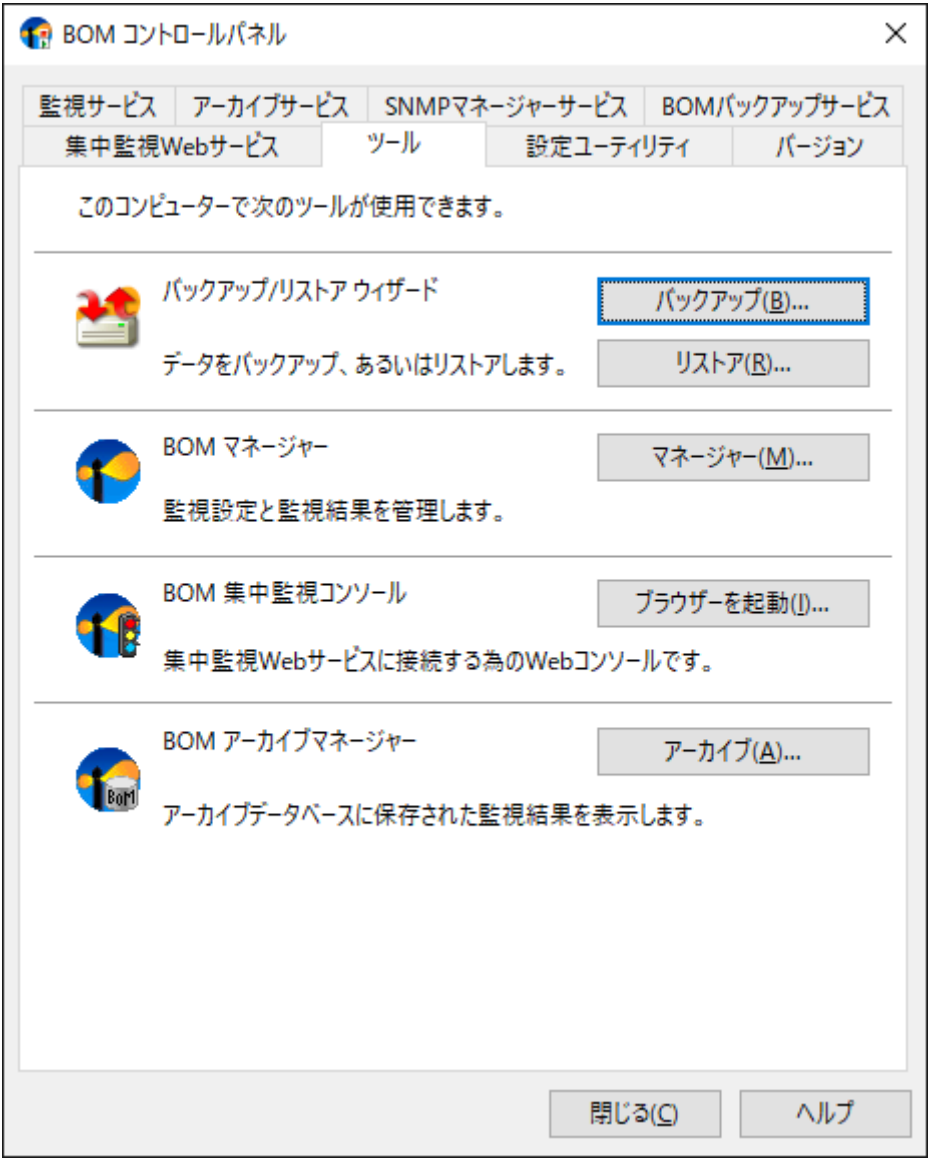 BOM コントロールパネル
監視サービス アーカイブサービス SNMPマネージャーサービス BOMバックアップサービス
集中監視Webサービス ツール 設定ユーティリティ バージョン
このコンピューターで次のツールが使用できます。
バックアップ/リストア ウィザード
バックアップ(B)...
データをバックアップ、あるいはリストアします。
リストア(R)...
BOM マネージャー
マネージャー(M)...
監視設定と監視結果を管理します。
BOM 集中監視コンソール
ブラウザーを起動(I)...
集中監視Webサービスに接続する為のWebコンソールです。
BOM アーカイブマネージャー
アーカイブ(A)...
BOM
アーカイブデータベースに保存された監視結果を表示します。
閉じる(C) ヘルプ